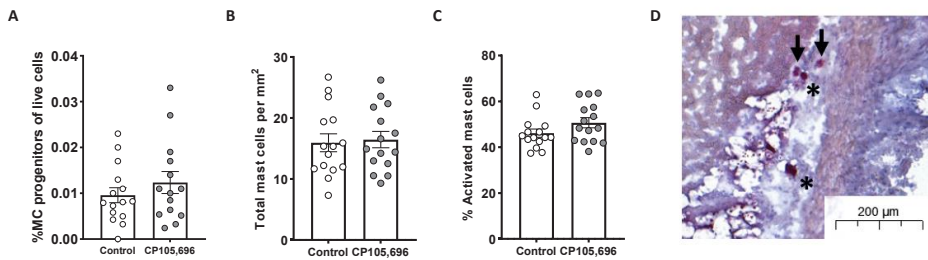 A
B
C
D
%MC progenitors of live cells
0.04
0.03
0.02
0.01
0.00
Control
CP105,696
Total mast cells per mm²
30
20
10
0
Control
CP105,696
% Activated mast cells
80
60
40
20
0
Control
CP105,696
*
*
200 µm